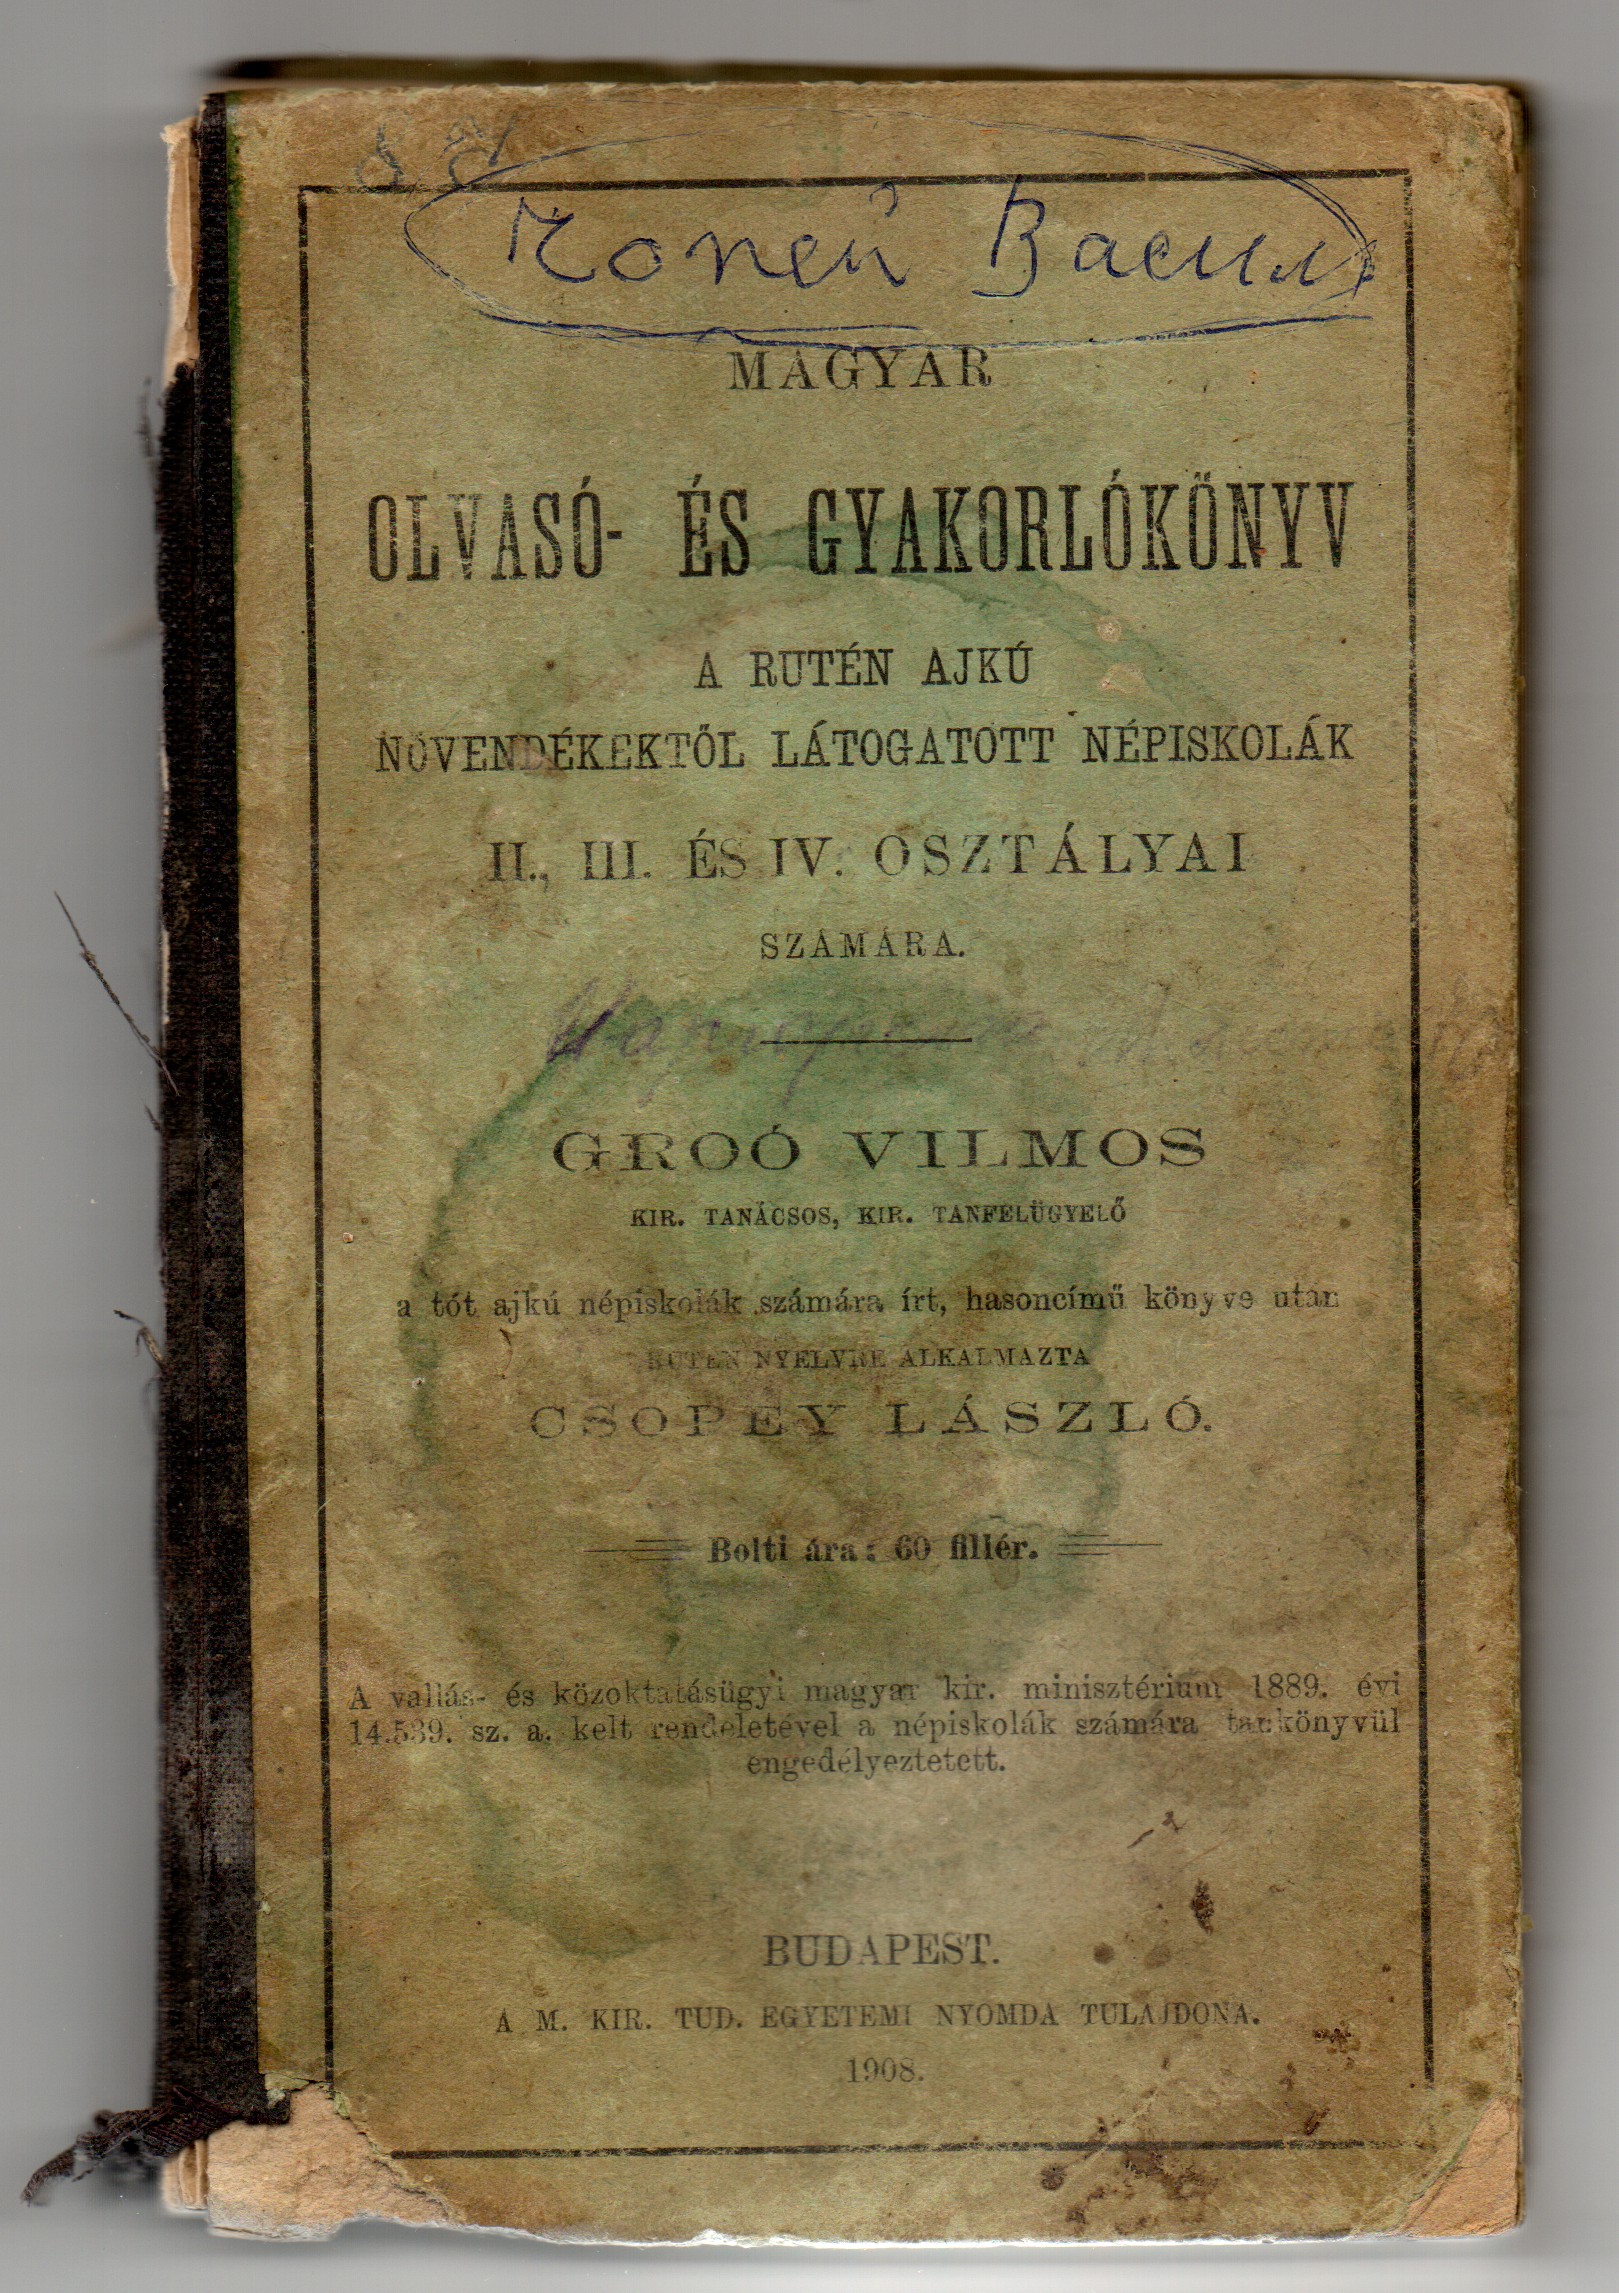 Копей Васил
MAGYAR
OLVASÓ- ÉS GYAKORLÓKÖNYV
A RUTÉN AJKÚ
NÖVENDÉKEKTŐL LÁTOGATOTT NÉPISKOLÁK
II., III. ÉS IV. OSZTÁLYAI
SZÁMÁRA.
GROÓ VILMOS
KIR. TANÁCSOS, KIR. TANFELÜGYELŐ
a tót ajkú népiskolák számára írt, hasoncímű könyve után
RUTÉN NYELVRE ALKALMAZTA
CSOPEY LÁSZLÓ.
Bolti ára: 60 fillér.
A vallás- és közoktatásügyi magyar kir. minisztérium 1889. évi
14.539. sz. a. kelt rendeletével a népiskolák számára tankönyvül
engedélyeztetett.
BUDAPEST.
A M. KIR. TUD. EGYETEMI NYOMDA TULAJDONA.
1908.